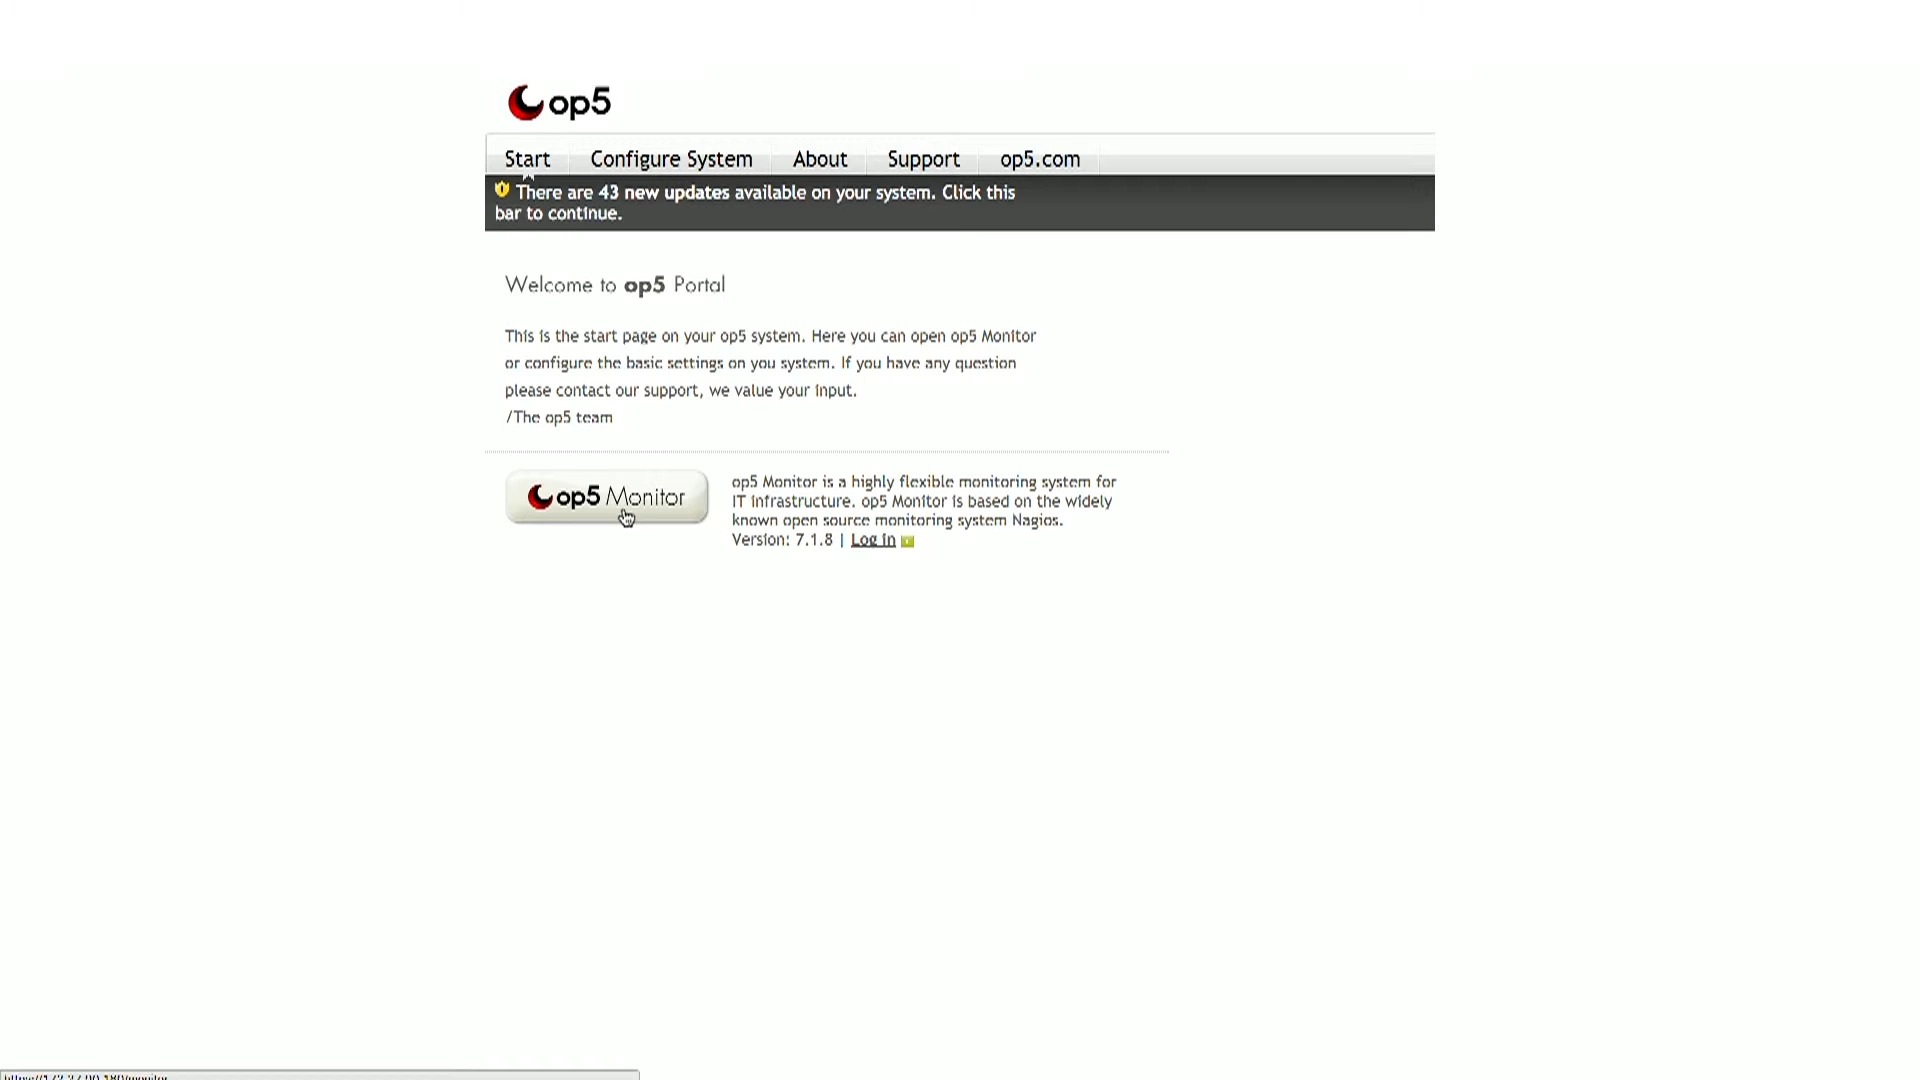 op5
Start Configure System About Support op5.com
There are 43 new updates available on your system. Click this
bar to continue.
Welcome to op5 Portal
This is the start page on your op5 system. Here you can open op5 Monitor
or configure the basic settings on you system. If you have any question
please contact our support, we value your input.
/The op5 team
op5 Monitor
op5 Monitor is a highly flexible monitoring system for
IT infrastructure. op5 Monitor is based on the widely
known open source monitoring system Nagios.
Version: 7.1.8 | Log in